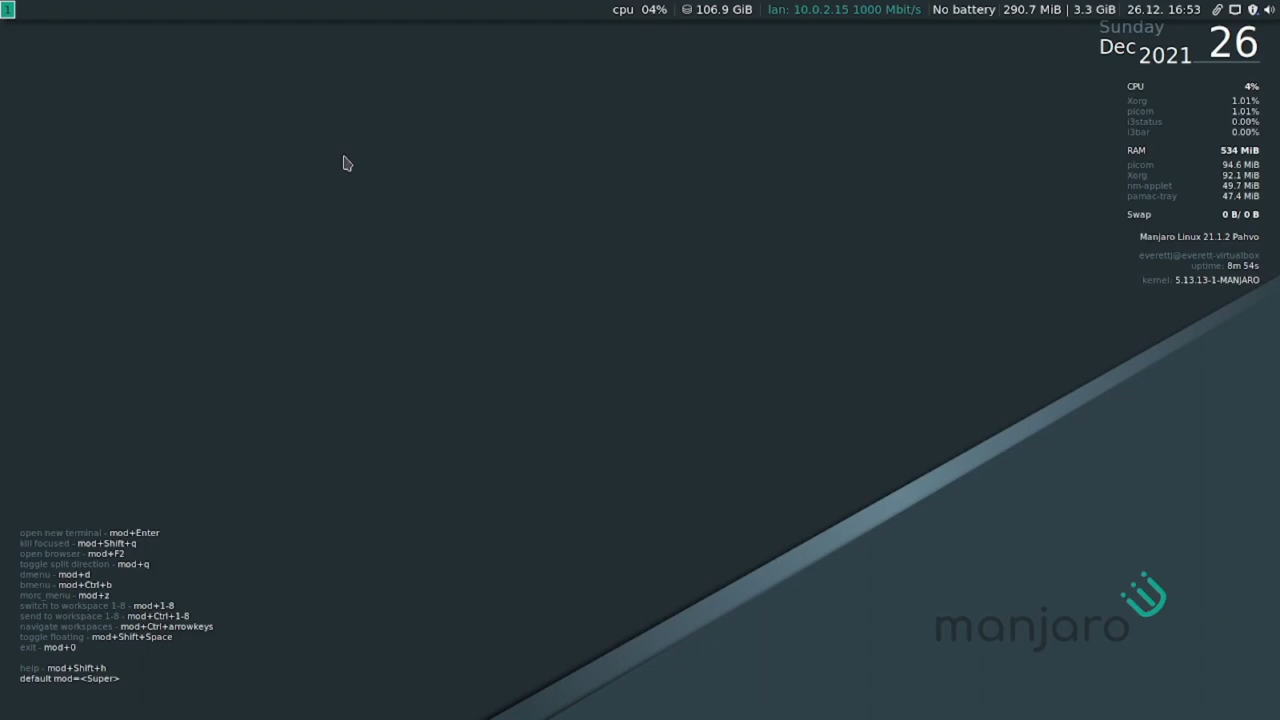 1 cpu 04% 106.9 GiB lan: 10.0.2.15 1000 Mbit/s No battery 290.7 MiB | 3.3 GiB 26.12. 16:53
Sunday
Dec 2021 26
CPU 4%
Xorg 1.01%
picom 1.01%
i3status 0.00%
i3bar 0.00%
RAM 534 MiB
picom 94.6 MiB
Xorg 92.1 MiB
nm-applet 49.7 MiB
pamac-tray 47.4 MiB
Swap 0 B/ 0 B
Manjaro Linux 21.1.2 Pahvo
everettj@everett-virtualbox
uptime: 8m 54s
kernel: 5.13.13-1-MANJARO
open new terminal - mod+Enter
kill focused - mod+Shift+q
open browser - mod+F2
toggle split direction - mod+q
dmenu - mod+d
bmenu - mod+Ctrl+b
morc_menu - mod+z
switch to workspace 1-8 - mod+1-8
send to workspace 1-8 - mod+Ctrl+1-8
navigate workspaces - mod+Ctrl+arrowkeys
toggle floating - mod+Shift+Space
exit - mod+0
help - mod+Shift+h
default mod=<Super>
manjaro